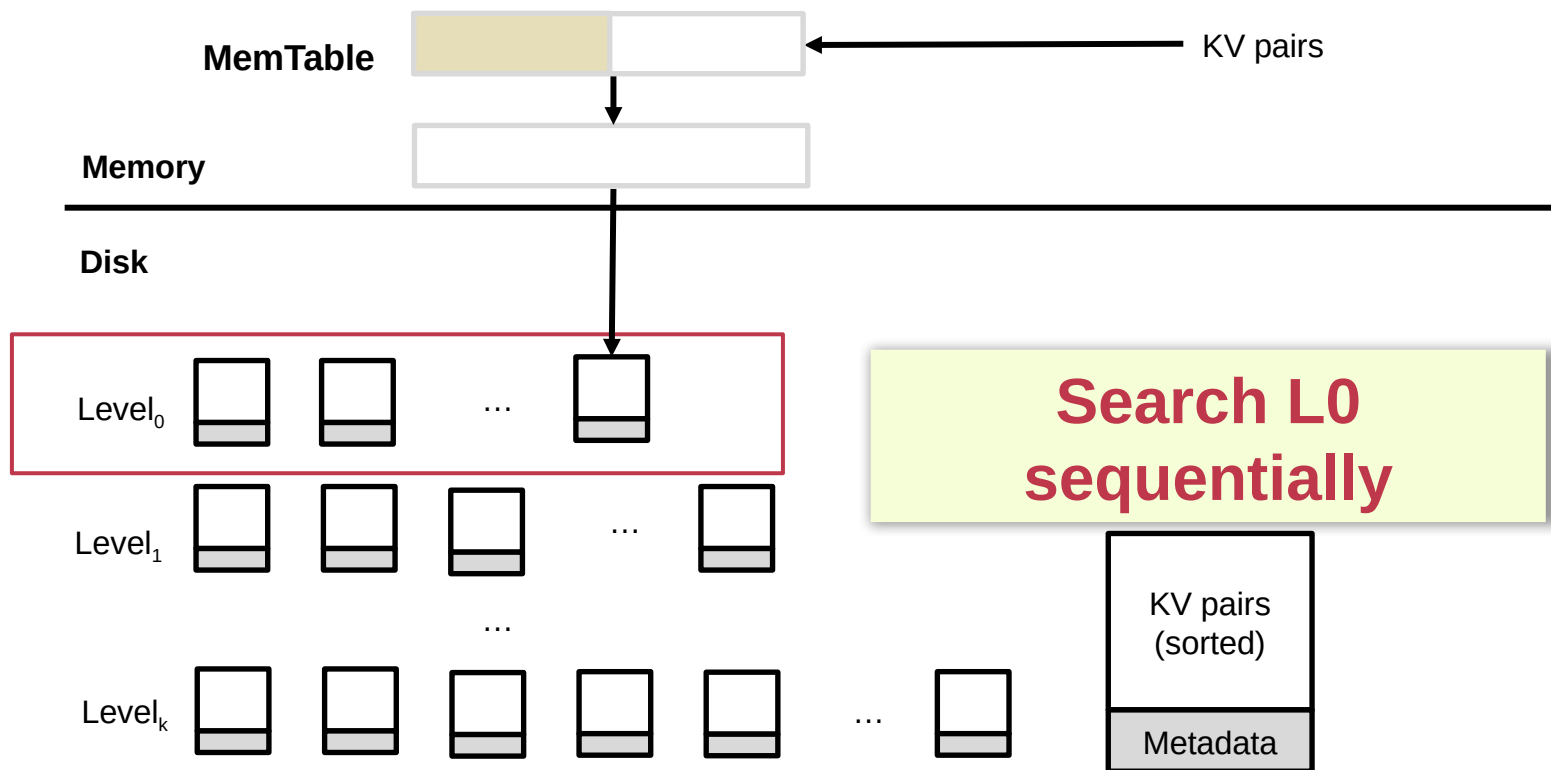 MemTable
KV pairs
Memory
Disk
Level0
...
Search L0
sequentially
Level1
...
...
KV pairs
(sorted)
Levelk
...
Metadata